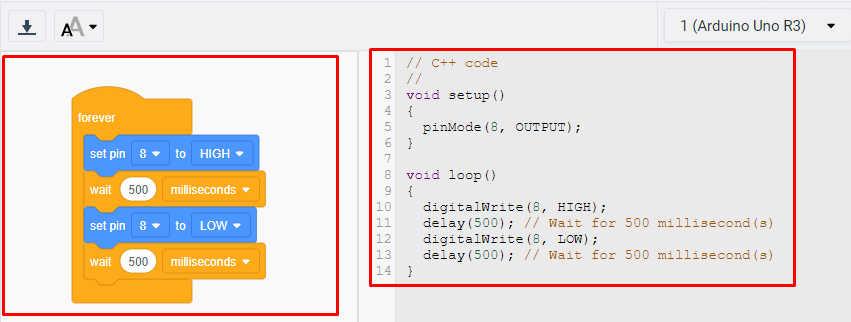 AA
1 (Arduino Uno R3)
forever
set pin 8 to HIGH
wait 500 milliseconds
set pin 8 to LOW
wait 500 milliseconds
1 // C++ code
2 //
3 void setup()
4 {
5 pinMode(8, OUTPUT);
6 }
7
8 void loop()
9 {
10 digitalWrite(8, HIGH);
11 delay(500); // Wait for 500 millisecond(s)
12 digitalWrite(8, LOW);
13 delay(500); // Wait for 500 millisecond(s)
14 }